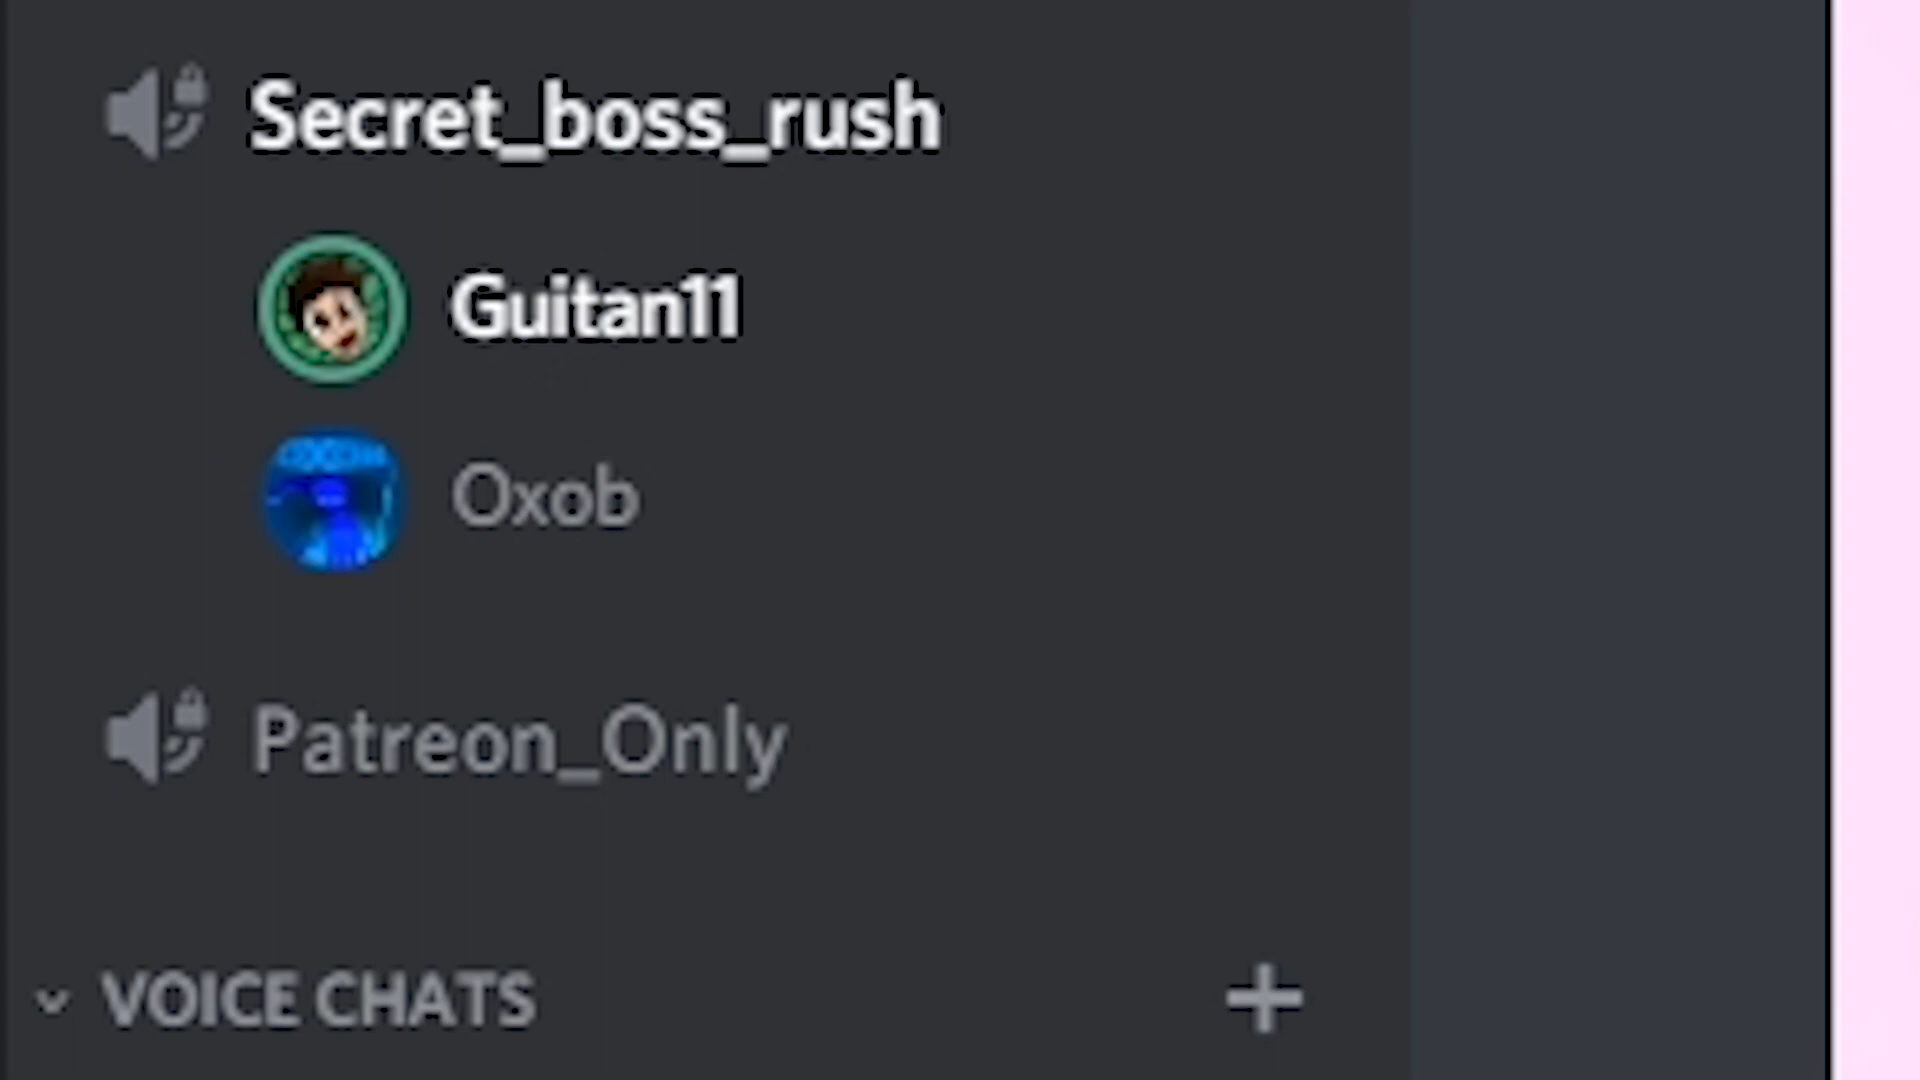 Secret_boss_rush
Guitan11
Oxob
Patreon_Only
VOICE CHATS